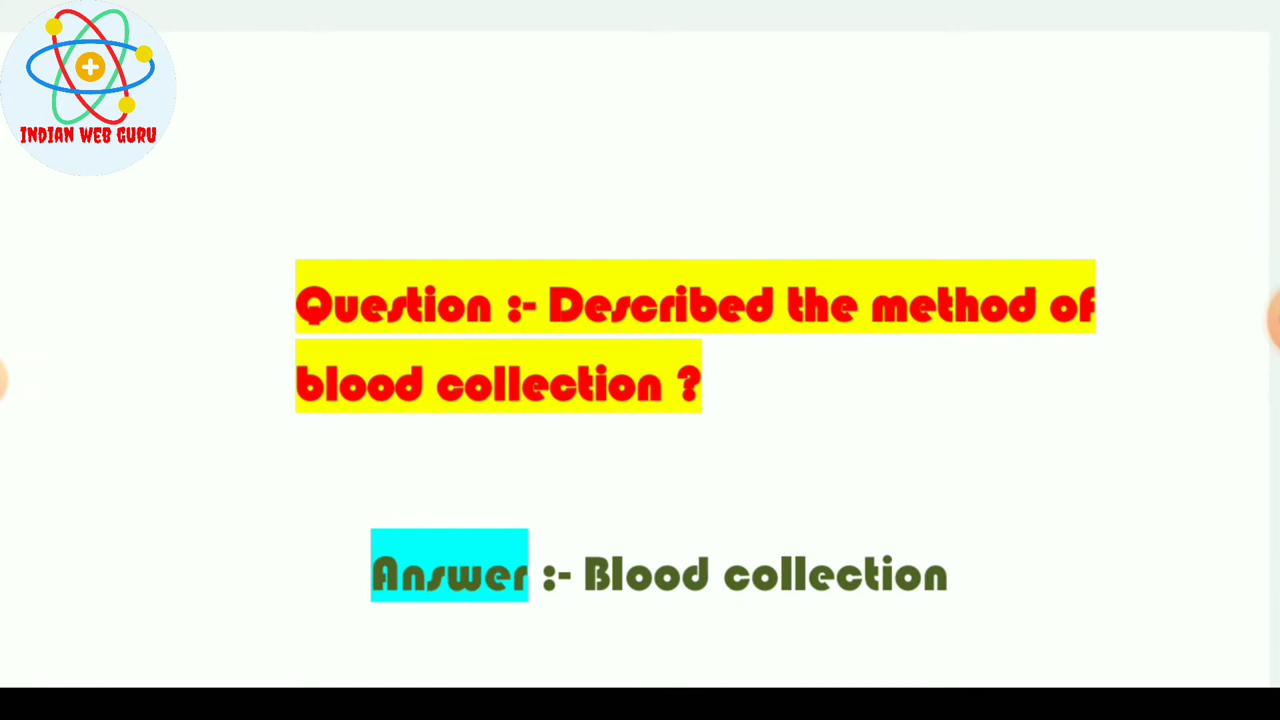 INDIAN WEB GURU
Question :- Described the method of
blood collection ?
Answer :- Blood collection